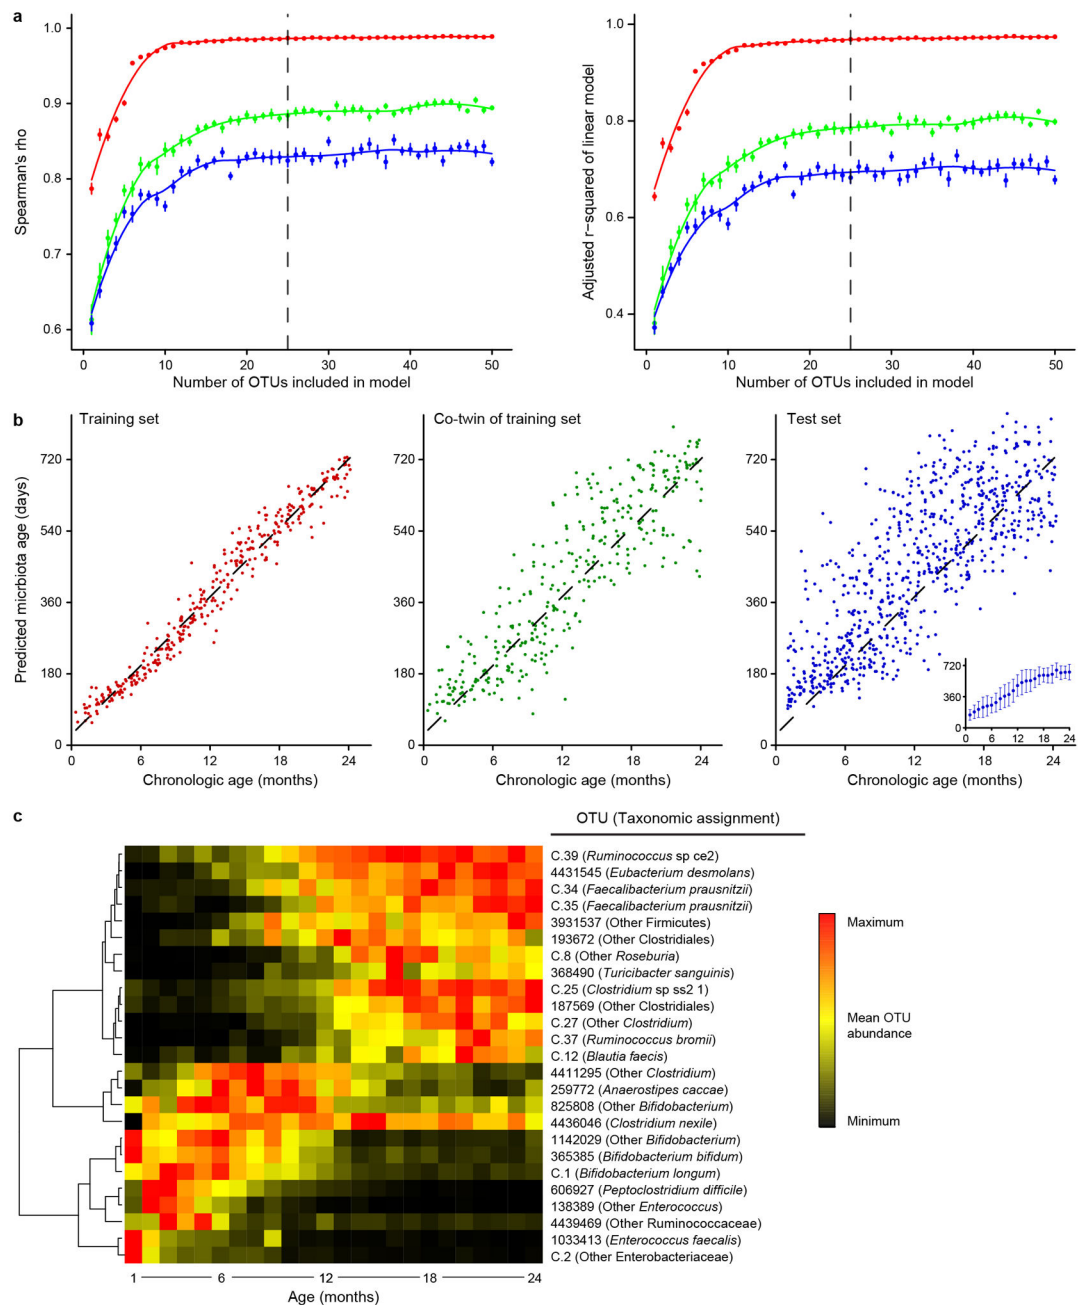 a
1.0
0.9
0.8
0.7
0.6
Spearman's rho
0 10 20 30 40 50
Number of OTUs included in model
1.0
0.8
0.6
0.4
Adjusted r−squared of linear model
0 10 20 30 40 50
Number of OTUs included in model
b
Training set
720
540
360
180
0
Predicted micrbiota age (days)
0 6 12 18 24
Chronologic age (months)
Co-twin of training set
720
540
360
180
0
0 6 12 18 24
Chronologic age (months)
Test set
720
540
360
180
0
0 6 12 18 24
Chronologic age (months)
720
360
0
0 6 12 18 24
c
OTU (Taxonomic assignment)
C.39 (Ruminococcus sp ce2)
4431545 (Eubacterium desmolans)
C.34 (Faecalibacterium prausnitzii)
C.35 (Faecalibacterium prausnitzii)
3931537 (Other Firmicutes)
193672 (Other Clostridiales)
C.8 (Other Roseburia)
368490 (Turicibacter sanguinis)
C.25 (Clostridium sp ss2 1)
187569 (Other Clostridiales)
C.27 (Other Clostridium)
C.37 (Ruminococcus bromii)
C.12 (Blautia faecis)
4411295 (Other Clostridium)
259772 (Anaerostipes caccae)
825808 (Other Bifidobacterium)
4436046 (Clostridium nexile)
1142029 (Other Bifidobacterium)
365385 (Bifidobacterium bifidum)
C.1 (Bifidobacterium longum)
606927 (Peptoclostridium difficile)
138389 (Other Enterococcus)
4439469 (Other Ruminococcaceae)
1033413 (Enterococcus faecalis)
C.2 (Other Enterobacteriaceae)
1 6 12 18 24
Age (months)
Maximum
Mean OTU
abundance
Minimum